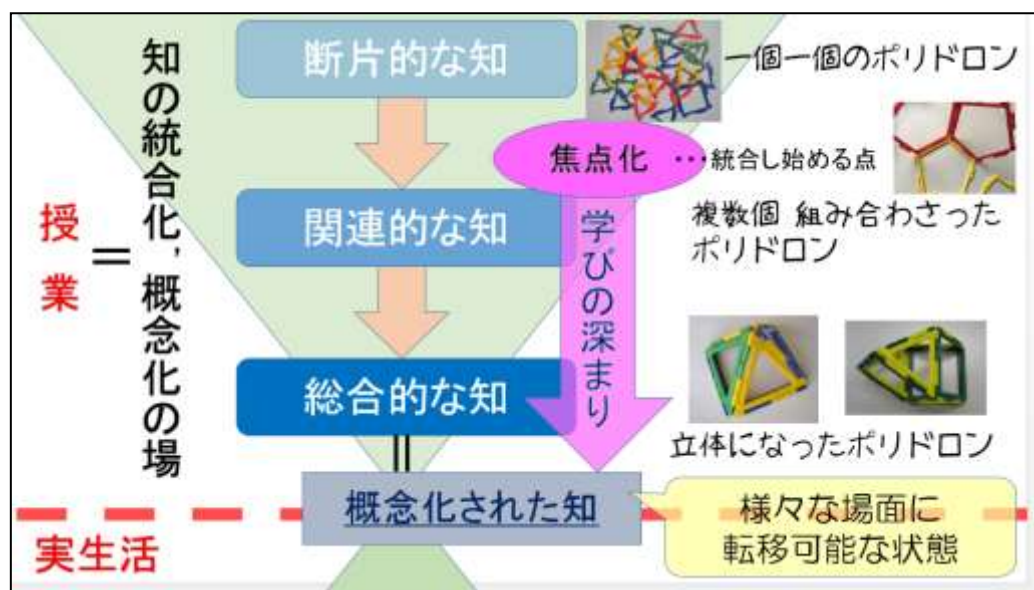 断片的な知
一個一個のポリドロン
焦点化
…統合し始める点
関連的な知
複数個 組み合わさった
ポリドロン
学びの深まり
総合的な知
立体になったポリドロン
概念化された知
様々な場面に
転移可能な状態
授業
＝
知の統合化，概念化の場
実生活